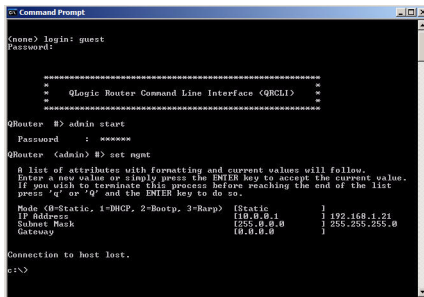 Command Prompt
(none) login: guest
Password:
*****************************************************
* *
* QLogic Router Command Line Interface (QRCLI) *
* *
*****************************************************
QRouter #> admin start
Password : ******
QRouter (admin) #> set mgmt
A list of attributes with formatting and current values will follow.
Enter a new value or simply press the ENTER key to accept the current value.
If you wish to terminate this process before reaching the end of the list
press 'q' or 'Q' and the ENTER key to do so.
Mode (0=Static, 1=DHCP, 2=Bootp, 3=Rarp) [Static ]
IP Address [10.0.0.1 ] 192.168.1.21
Subnet Mask [255.0.0.0 ] 255.255.255.0
Gateway [0.0.0.0 ]
Connection to host lost.
c:\>